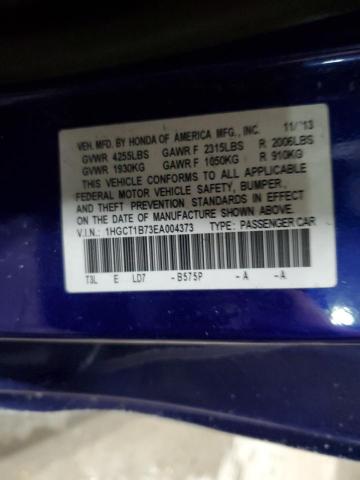 VEH. MFD. BY HONDA OF AMERICA MFG., INC. 11/13
GVWR 4255LBS GAWR F 2315LBS R 2006LBS
GVWR 1930KG GAWR F 1050KG R 910KG
THIS VEHICLE CONFORMS TO ALL APPLICABLE
FEDERAL MOTOR VEHICLE SAFETY, BUMPER,
AND THEFT PREVENTION STANDARDS IN EFFECT
ON THE DATE OF MANUFACTURE SHOWN ABOVE.
V.I.N.: 1HGCT1B73EA004373 TYPE: PASSENGER CAR
T3L E LD7 - B575P - A - A